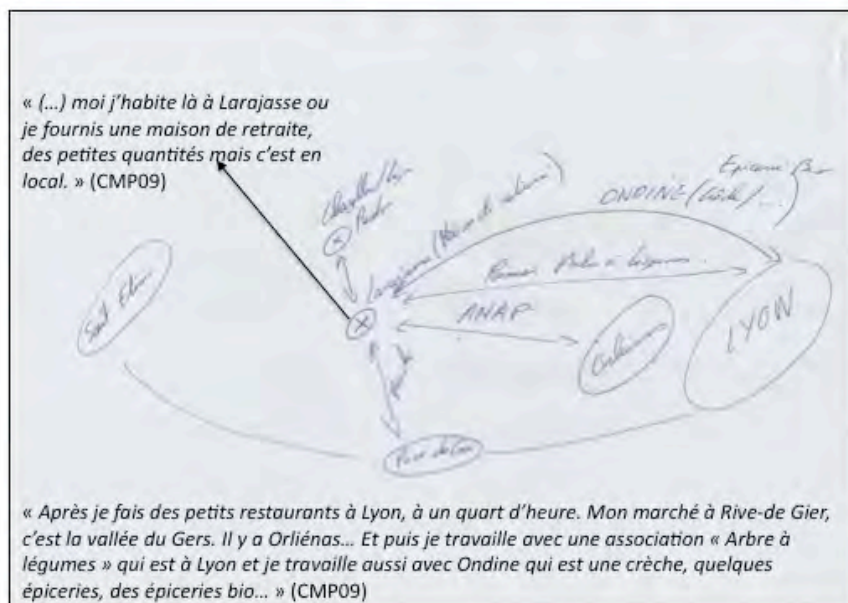 « (…) moi j'habite là à Larajasse ou
je fournis une maison de retraite,
des petites quantités mais c'est en
local. » (CMP09)
Epicerie
ONDINE (
Larajasse (
ANAP
LYON
« Après je fais des petits restaurants à Lyon, à un quart d'heure. Mon marché à Rive-de Gier,
c'est la vallée du Gers. Il y a Orliénas… Et puis je travaille avec une association « Arbre à
légumes » qui est à Lyon et je travaille aussi avec Ondine qui est une crèche, quelques
épiceries, des épiceries bio… » (CMP09)